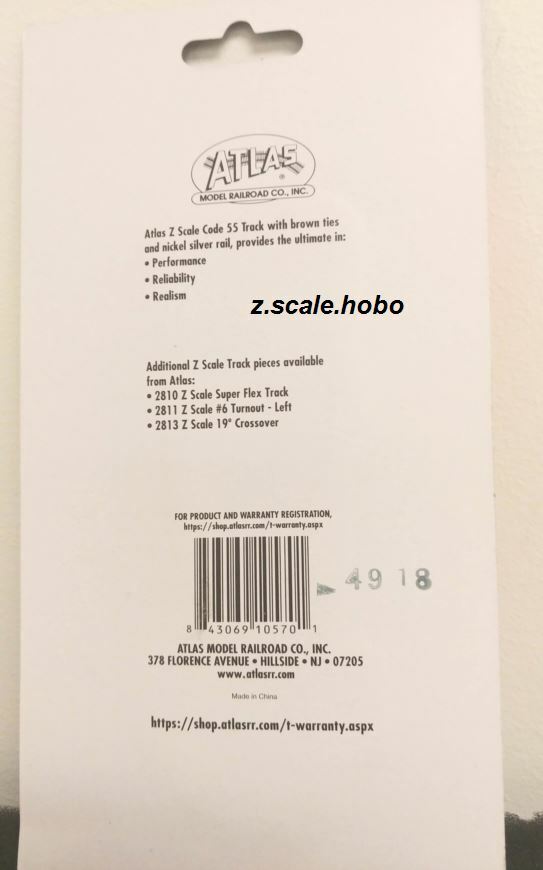 ATLAS
®
MODEL RAILROAD CO., INC.
Atlas Z Scale Code 55 Track with brown ties
and nickel silver rail, provides the ultimate in:
• Performance
• Reliability
• Realism
z.scale.hobo
Additional Z Scale Track pieces available
from Atlas:
• 2810 Z Scale Super Flex Track
• 2811 Z Scale #6 Turnout - Left
• 2813 Z Scale 19° Crossover
FOR PRODUCT AND WARRANTY REGISTRATION,
https://shop.atlasrr.com/t-warranty.aspx
4918
8 43069 10570 1
ATLAS MODEL RAILROAD CO., INC.
378 FLORENCE AVENUE • HILLSIDE • NJ • 07205
www.atlasrr.com
Made in China
https://shop.atlasrr.com/t-warranty.aspx